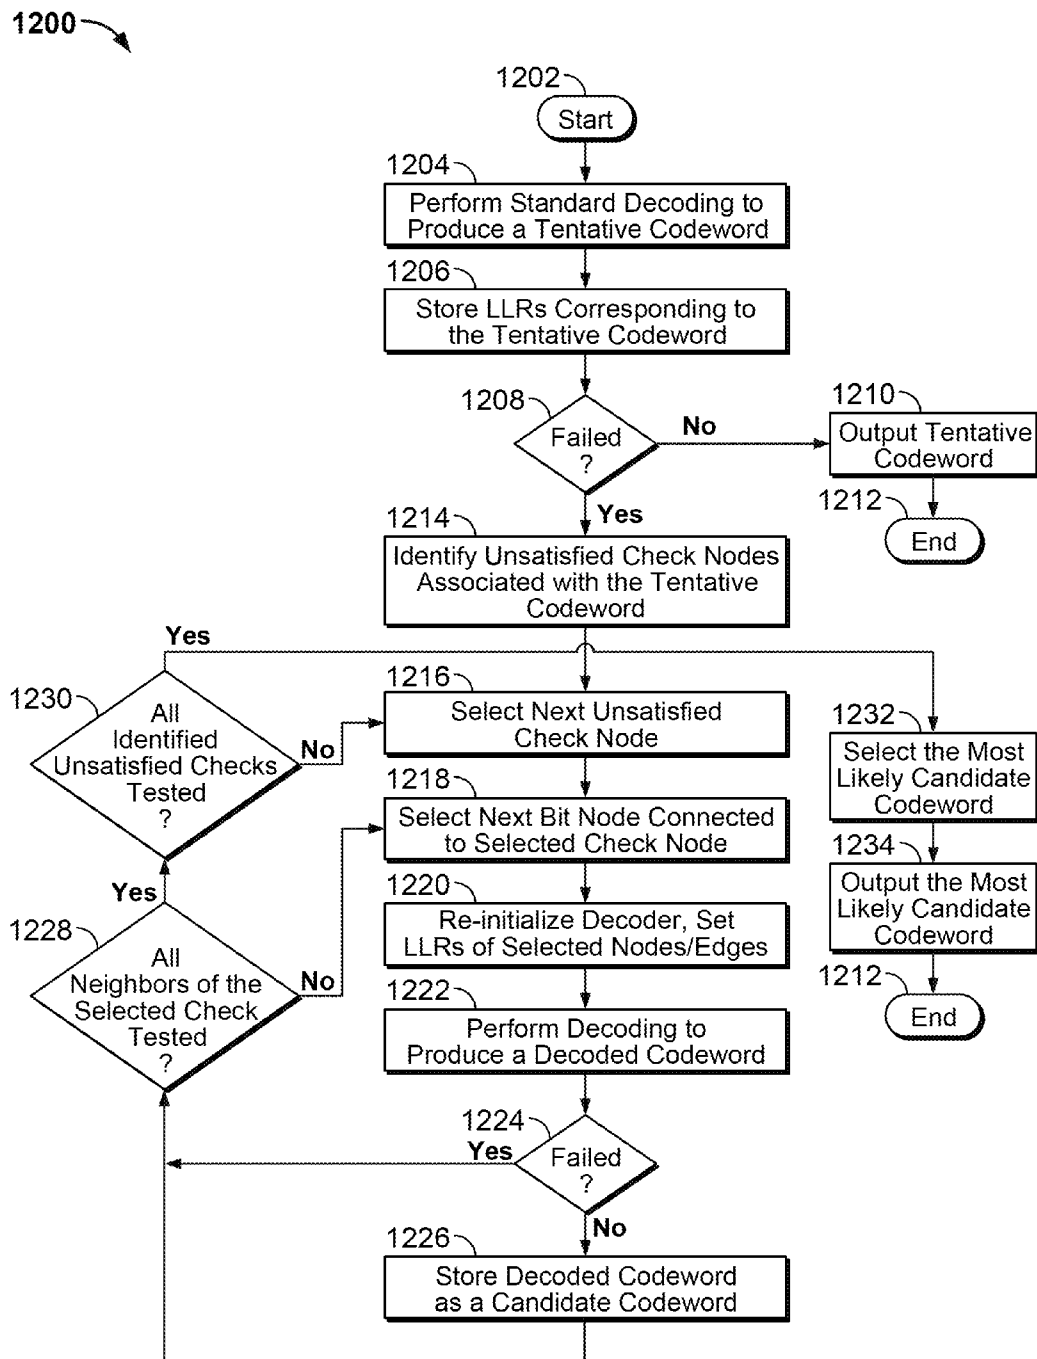 1200
1202
Start
1204
Perform Standard Decoding to
Produce a Tentative Codeword
1206
Store LLRs Corresponding to
the Tentative Codeword
1208
Failed
?
No
1210
Output Tentative
Codeword
1212
End
Yes
1214
Identify Unsatisfied Check Nodes
Associated with the Tentative
Codeword
Yes
1230
All
Identified
Unsatisfied Checks
Tested
?
No
1216
Select Next Unsatisfied
Check Node
1218
Select Next Bit Node Connected
to Selected Check Node
1232
Select the Most
Likely Candidate
Codeword
1234
Output the Most
Likely Candidate
Codeword
1212
End
Yes
1228
All
Neighbors of the
Selected Check
Tested
?
No
1220
Re-initialize Decoder, Set
LLRs of Selected Nodes/Edges
1222
Perform Decoding to
Produce a Decoded Codeword
1224
Failed
?
Yes
No
1226
Store Decoded Codeword
as a Candidate Codeword